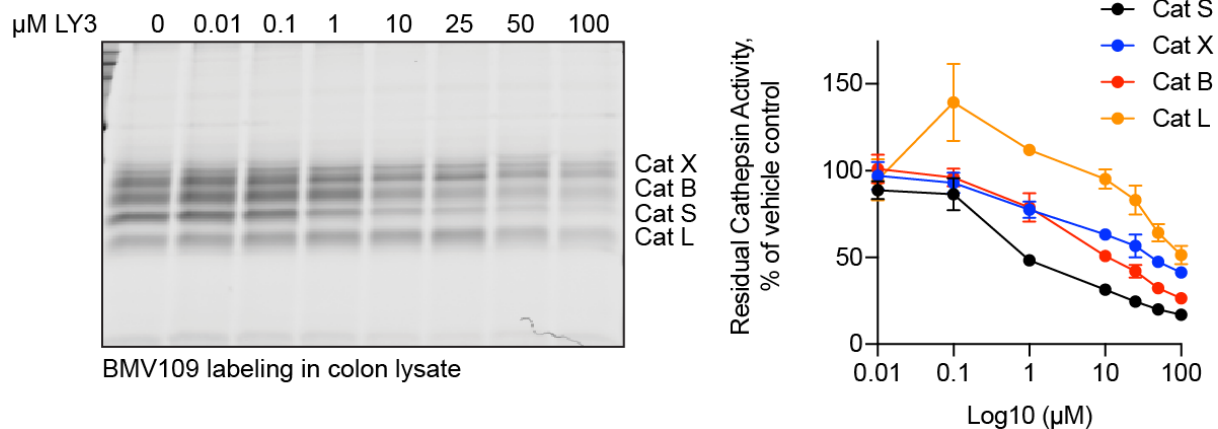 µM LY3 0 0.01 0.1 1 10 25 50 100
Cat X
Cat B
Cat S
Cat L
BMV109 labeling in colon lysate
Cat S
Cat X
Cat B
Cat L
Residual Cathepsin Activity,
% of vehicle control
150
100
50
0
0.01 0.1 1 10 100
Log10 (µM)